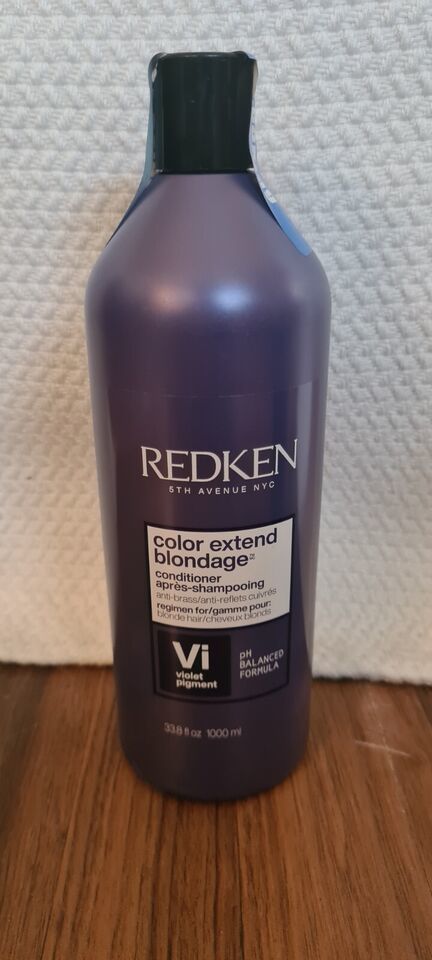 REDKEN
5TH AVENUE NYC
color extend
blondage
conditioner
après-shampooing
anti-brass/anti-reflets cuivrés
regimen for/gamme pour:
blonde hair/cheveux blonds
Vi
violet
pigment
pH
BALANCED
FORMULA
33.8 fl oz 1000 ml